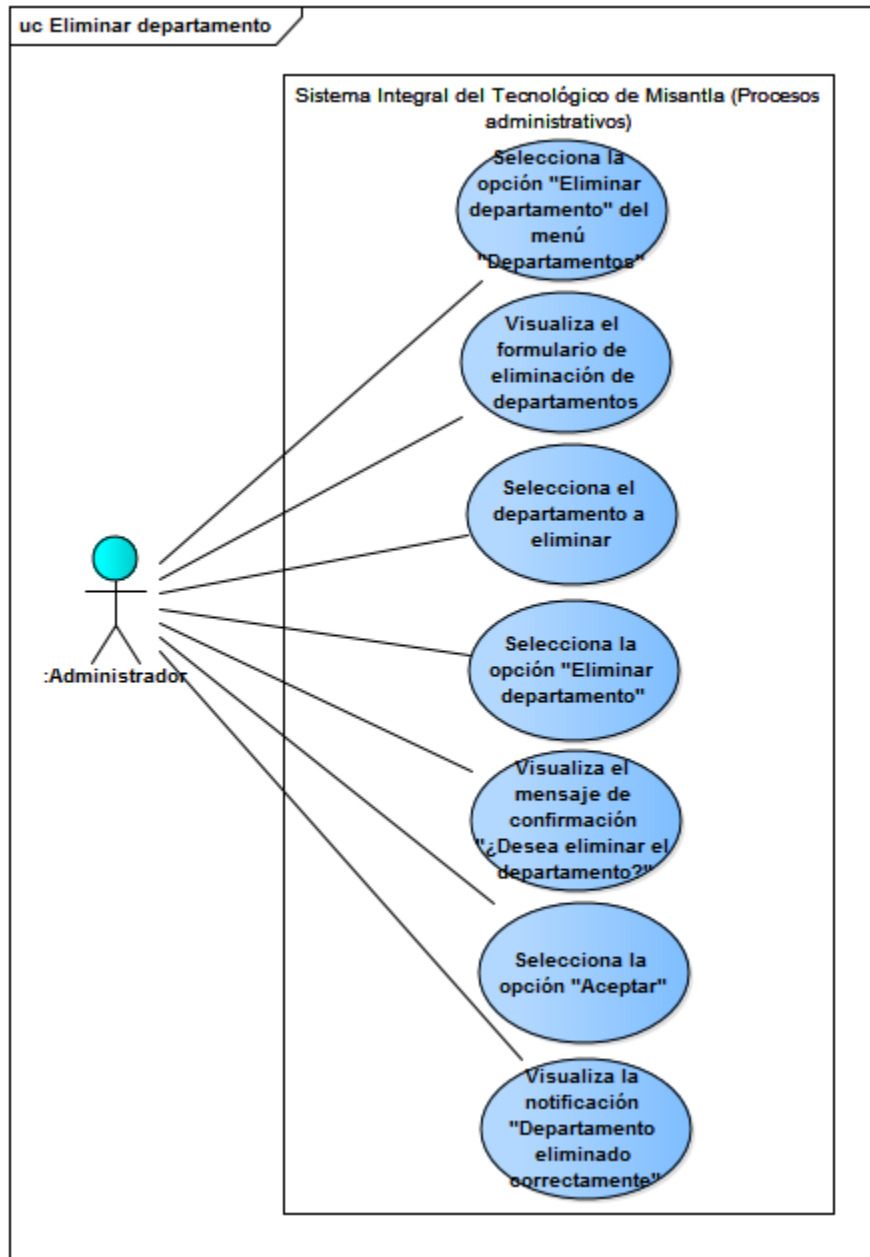 uc Eliminar departamento
Sistema Integral del Tecnológico de Misantla (Procesos
administrativos)
Selecciona la
opción "Eliminar
departamento" del
menú
"Departamentos"
Visualiza el
formulario de
eliminación de
departamentos
Selecciona el
departamento a
eliminar
:Administrador
Selecciona la
opción "Eliminar
departamento"
Visualiza el
mensaje de
confirmación
"¿Desea eliminar el
departamento?"
Selecciona la
opción "Aceptar"
Visualiza la
notificación
"Departamento
eliminado
correctamente"